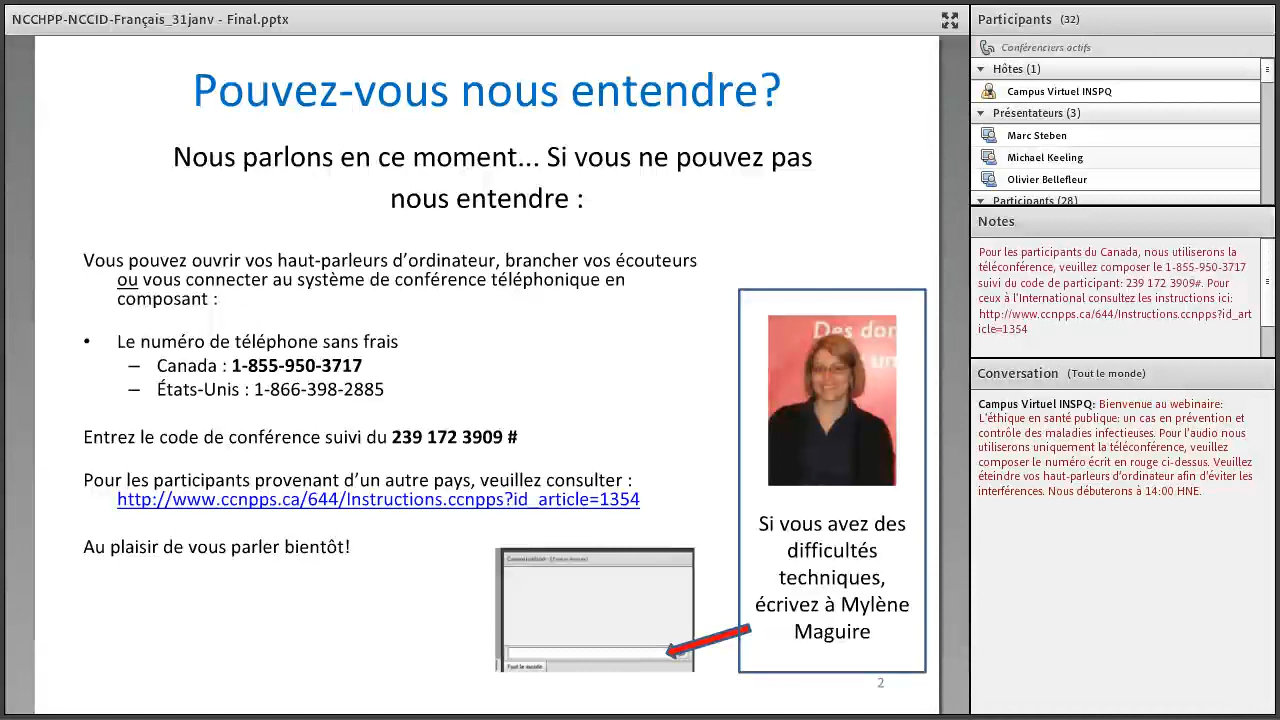 NCCHPP-NCCID-Français_31janv - Final.pptx
Pouvez-vous nous entendre?
Nous parlons en ce moment... Si vous ne pouvez pas
nous entendre :
Vous pouvez ouvrir vos haut-parleurs d'ordinateur, brancher vos écouteurs
ou vous connecter au système de conférence téléphonique en
composant :
• Le numéro de téléphone sans frais
– Canada : 1-855-950-3717
– États-Unis : 1-866-398-2885
Entrez le code de conférence suivi du 239 172 3909 #
Pour les participants provenant d'un autre pays, veuillez consulter :
http://www.ccnpps.ca/644/Instructions.ccnpps?id_article=1354
Au plaisir de vous parler bientôt!
Tout le monde
Des don
un
Si vous avez des
difficultés
techniques,
écrivez à Mylène
Maguire
2
Participants (32)
Conférenciers actifs
Hôtes (1)
Campus Virtuel INSPQ
Présentateurs (3)
Marc Steben
Michael Keeling
Olivier Bellefleur
Participants (28)
Notes
Pour les participants du Canada, nous utiliserons la
téléconférence, veuillez composer le 1-855-950-3717
suivi du code de participant: 239 172 3909#. Pour
ceux à l'International consultez les instructions ici:
http://www.ccnpps.ca/644/Instructions.ccnpps?id_art
icle=1354
Conversation (Tout le monde)
Campus Virtuel INSPQ: Bienvenue au webinaire:
L'éthique en santé publique: un cas en prévention et
contrôle des maladies infectieuses. Pour l'audio nous
utiliserons uniquement la téléconférence, veuillez
composer le numéro écrit en rouge ci-dessus. Veuillez
éteindre vos haut-parleurs d'ordinateur afin d'éviter les
interférences. Nous débuterons à 14:00 HNE.